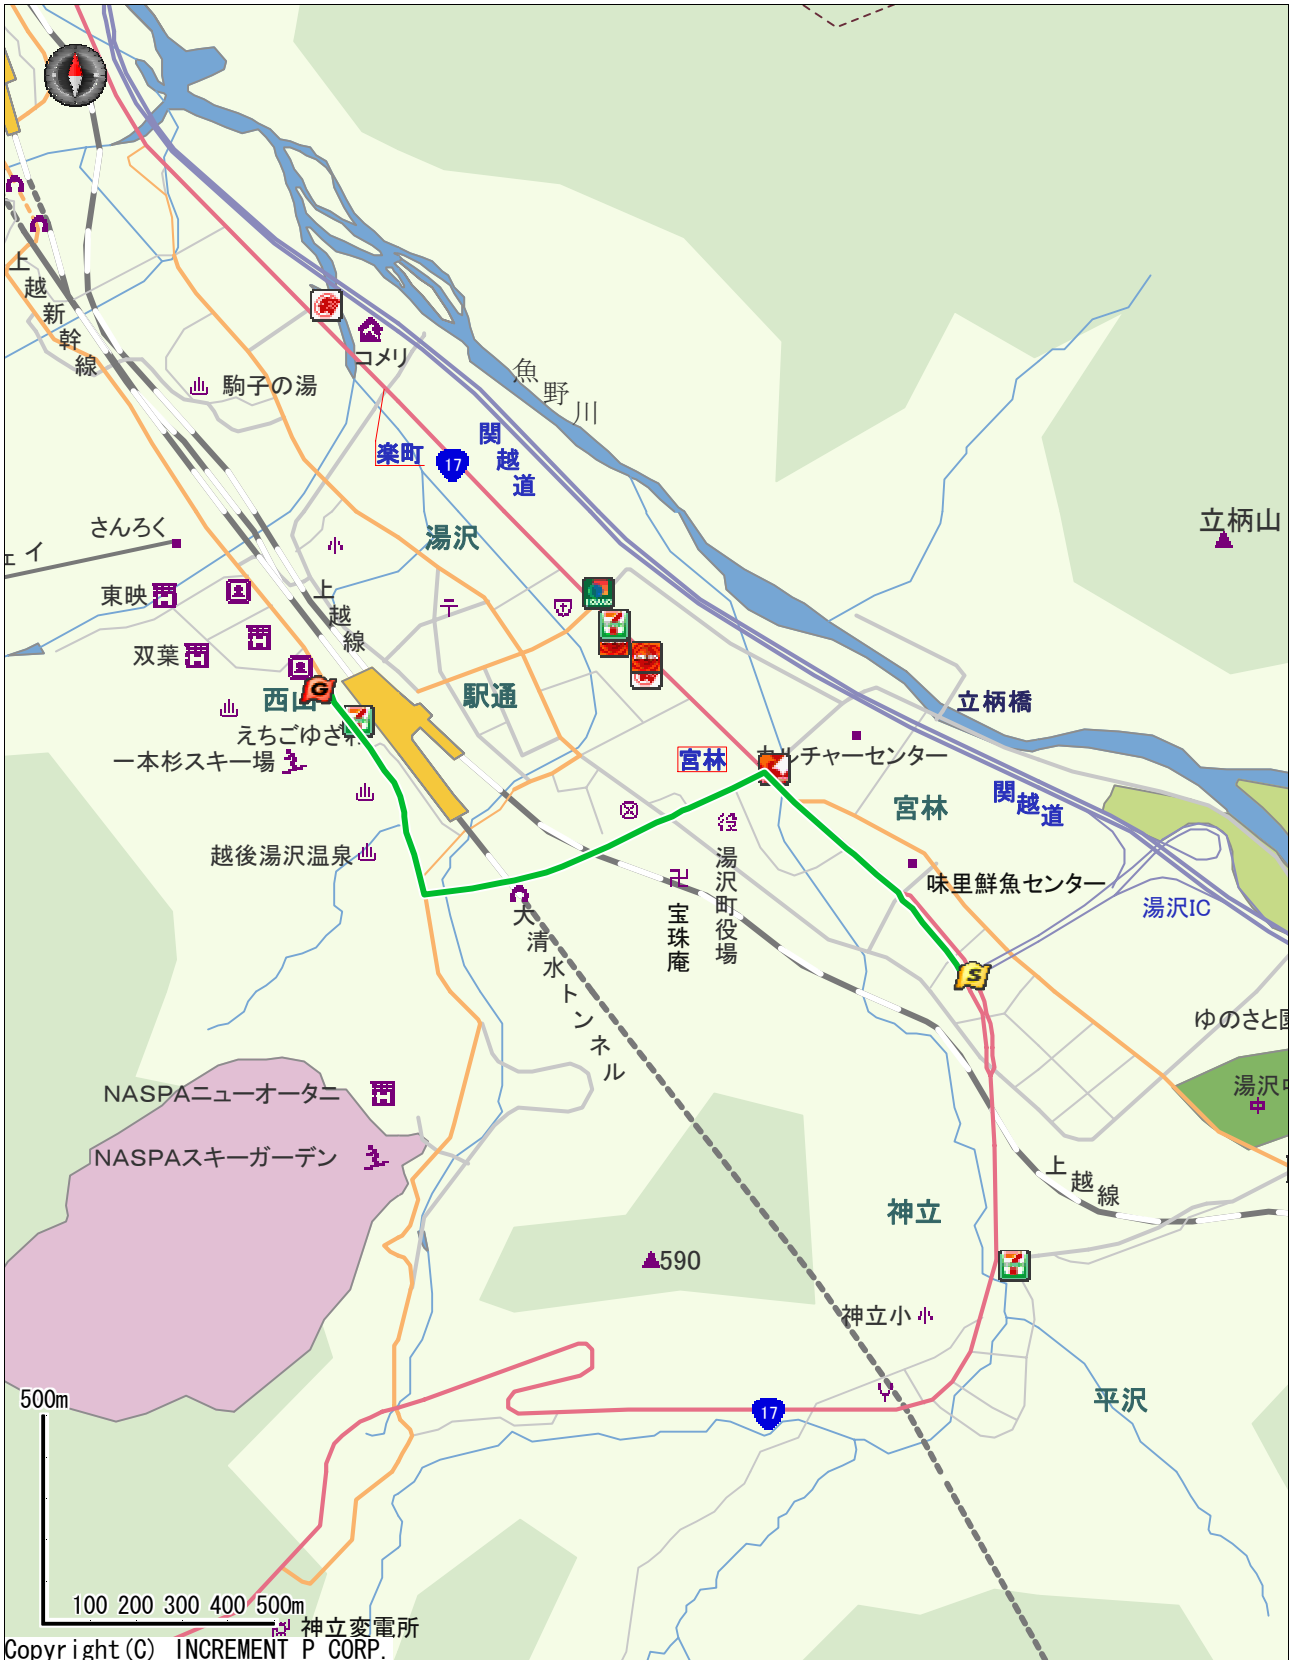 上越新幹線
コメリ
駒子の湯
魚野川
楽町
17
関越道
湯沢
立柄山
さんろく
ェイ
小
上越線
東映
双葉
〒
駅通
西山
G
えちごゆざわ
一本杉スキー場
立柄橋
宮林
カルチャーセンター
関越道
宮林
越後湯沢温泉
湯沢町役場
味里鮮魚センター
湯沢IC
宝珠庵
大清水トンネル
S
ゆのさと園
湯沢中
NASPAニューオータニ
NASPAスキーガーデン
上越線
神立
590
神立小
小
500m
17
平沢
100 200 300 400 500m
神立変電所
Copyright(C) INCREMENT P CORP.